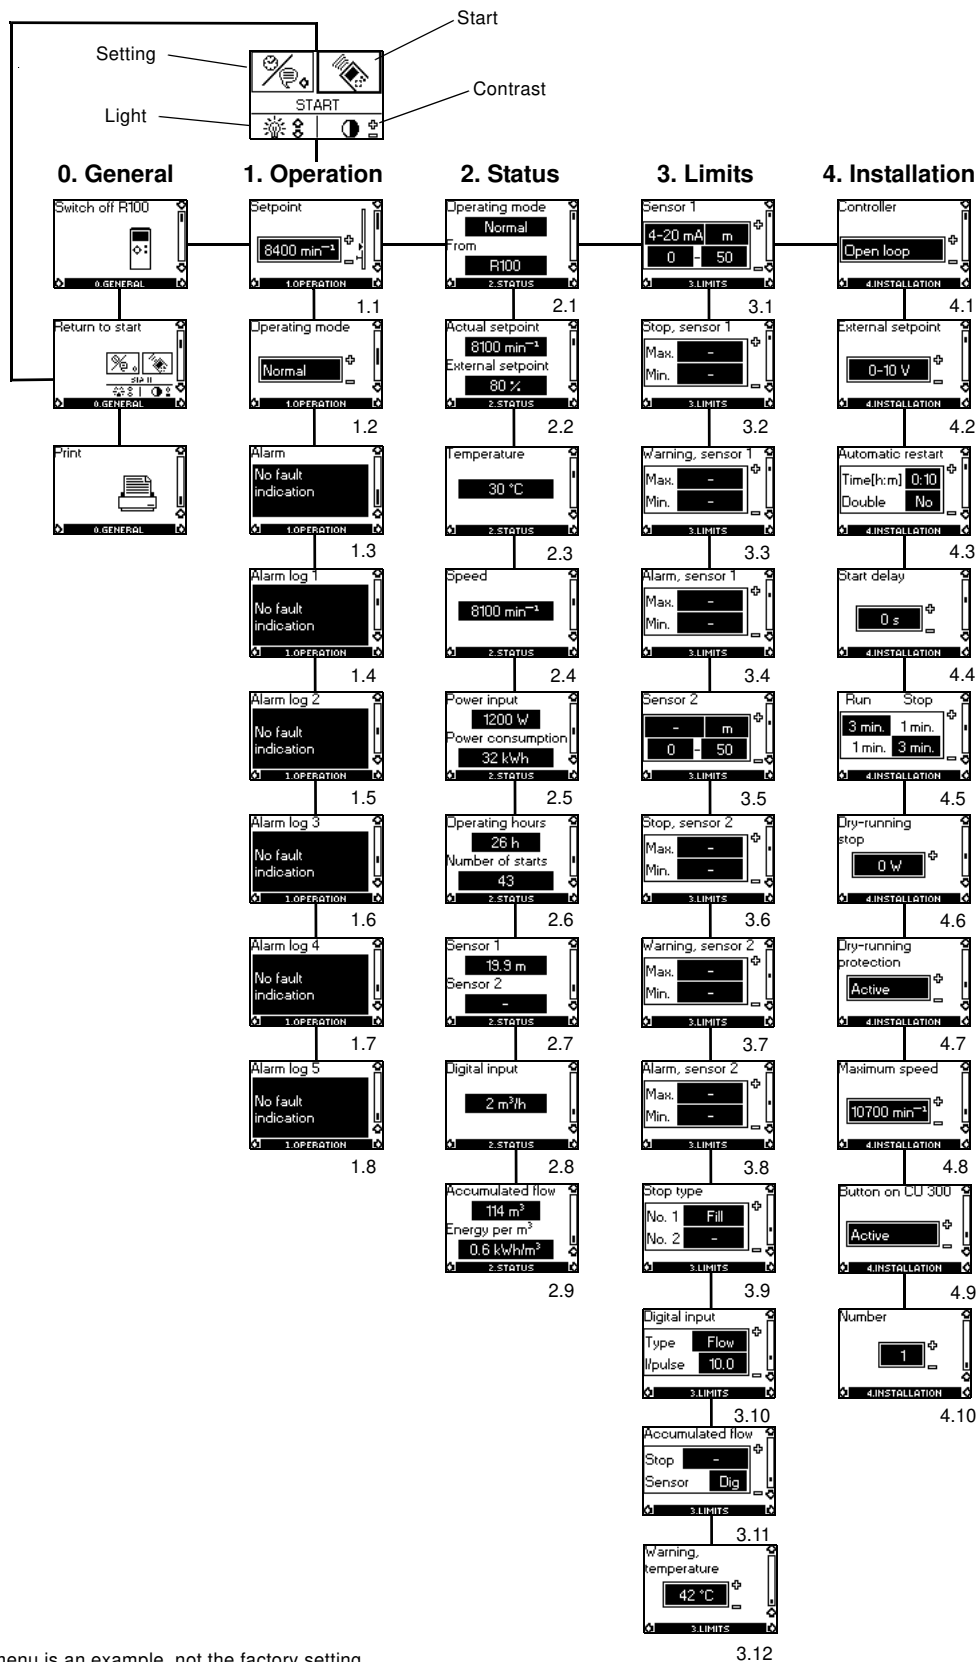 Start
Setting
START
Contrast
Light
0. General
1. Operation
2. Status
3. Limits
4. Installation
Switch off R100
0.GENERAL
Return to start
START
0.GENERAL
Print
0.GENERAL
Setpoint
8400 min⁻¹
1.OPERATION
1.1
Operating mode
Normal
1.OPERATION
1.2
Alarm
No fault
indication
1.OPERATION
1.3
Alarm log 1
No fault
indication
1.OPERATION
1.4
Alarm log 2
No fault
indication
1.OPERATION
1.5
Alarm log 3
No fault
indication
1.OPERATION
1.6
Alarm log 4
No fault
indication
1.OPERATION
1.7
Alarm log 5
No fault
indication
1.OPERATION
1.8
Operating mode
Normal
From
R100
2.STATUS
2.1
Actual setpoint
8100 min⁻¹
External setpoint
80 %
2.STATUS
2.2
Temperature
30 °C
2.STATUS
2.3
Speed
8100 min⁻¹
2.STATUS
2.4
Power input
1200 W
Power consumption
32 kWh
2.STATUS
2.5
Operating hours
26 h
Number of starts
43
2.STATUS
2.6
Sensor 1
19.9 m
Sensor 2
-
2.STATUS
2.7
Digital input
2 m³/h
2.STATUS
2.8
Accumulated flow
114 m³
Energy per m³
0.6 kWh/m³
2.STATUS
2.9
Sensor 1
4-20 mA m
0 - 50
3.LIMITS
3.1
Stop, sensor 1
Max. -
Min. -
3.LIMITS
3.2
Warning, sensor 1
Max. -
Min. -
3.LIMITS
3.3
Alarm, sensor 1
Max. -
Min. -
3.LIMITS
3.4
Sensor 2
- m
0 - 50
3.LIMITS
3.5
Stop, sensor 2
Max. -
Min. -
3.LIMITS
3.6
Warning, sensor 2
Max. -
Min. -
3.LIMITS
3.7
Alarm, sensor 2
Max. -
Min. -
3.LIMITS
3.8
Stop type
No. 1 Fill
No. 2 -
3.LIMITS
3.9
Digital input
Type Flow
l/pulse 10.0
3.LIMITS
3.10
Accumulated flow
Stop -
Sensor Dig
3.LIMITS
3.11
Warning,
temperature
42 °C
3.LIMITS
3.12
Controller
Open loop
4.INSTALLATION
4.1
External setpoint
0-10 V
4.INSTALLATION
4.2
Automatic restart
Time[h:m] 0:10
Double No
4.INSTALLATION
4.3
Start delay
0 s
4.INSTALLATION
4.4
Run Stop
3 min. 1 min.
1 min. 3 min.
4.INSTALLATION
4.5
Dry-running
stop
0 W
4.INSTALLATION
4.6
Dry-running
protection
Active
4.INSTALLATION
4.7
Maximum speed
10700 min⁻¹
4.INSTALLATION
4.8
Button on CU 300
Active
4.INSTALLATION
4.9
Number
1
4.INSTALLATION
4.10
menu is an example, not the factory setting